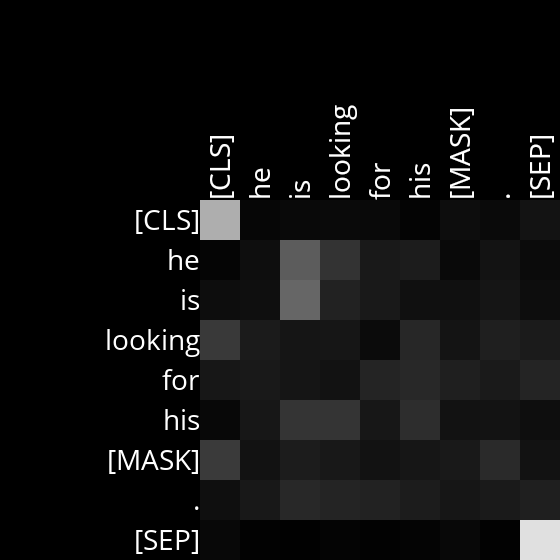 [CLS] he is looking for his [MASK] . [SEP]
[CLS]
he
is
looking
for
his
[MASK]
.
[SEP]